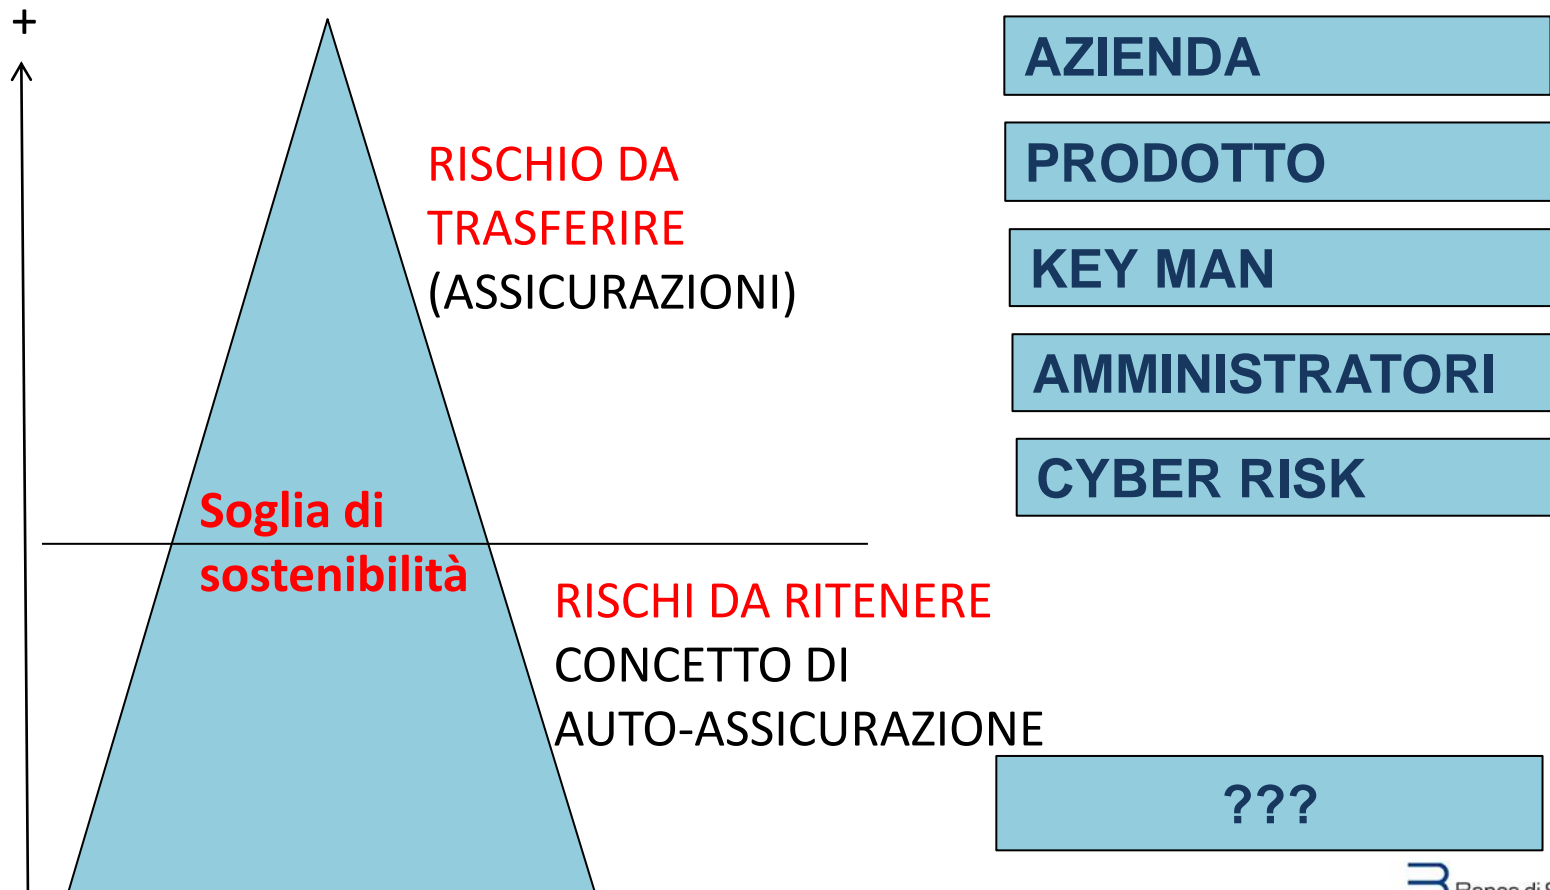 +
RISCHIO DA
TRASFERIRE
(ASSICURAZIONI)
Soglia di
sostenibilità
RISCHI DA RITENERE
CONCETTO DI
AUTO-ASSICURAZIONE
AZIENDA
PRODOTTO
KEY MAN
AMMINISTRATORI
CYBER RISK
???